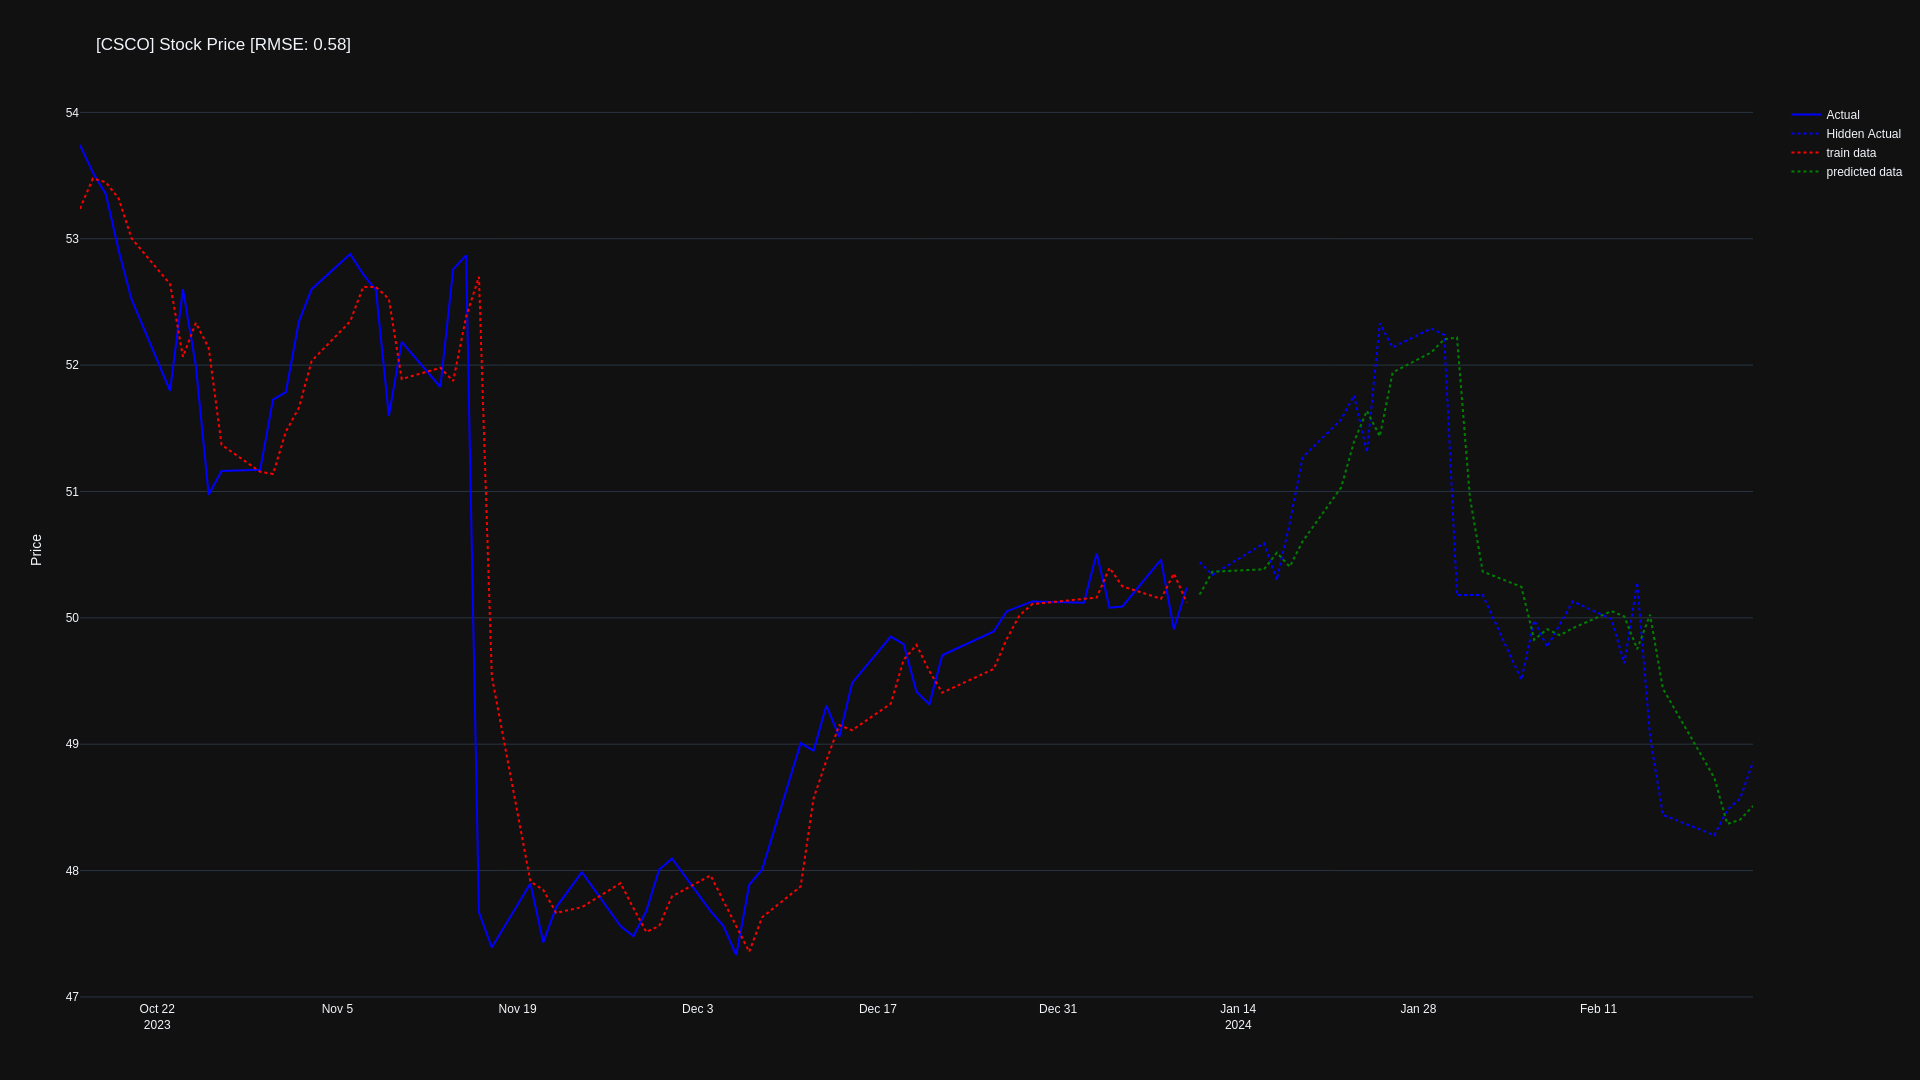 [CSCO] Stock Price [RMSE: 0.58]
54
53
52
51
50
49
48
47
Price
Oct 22
2023
Nov 5
Nov 19
Dec 3
Dec 17
Dec 31
Jan 14
2024
Jan 28
Feb 11
Actual
Hidden Actual
train data
predicted data